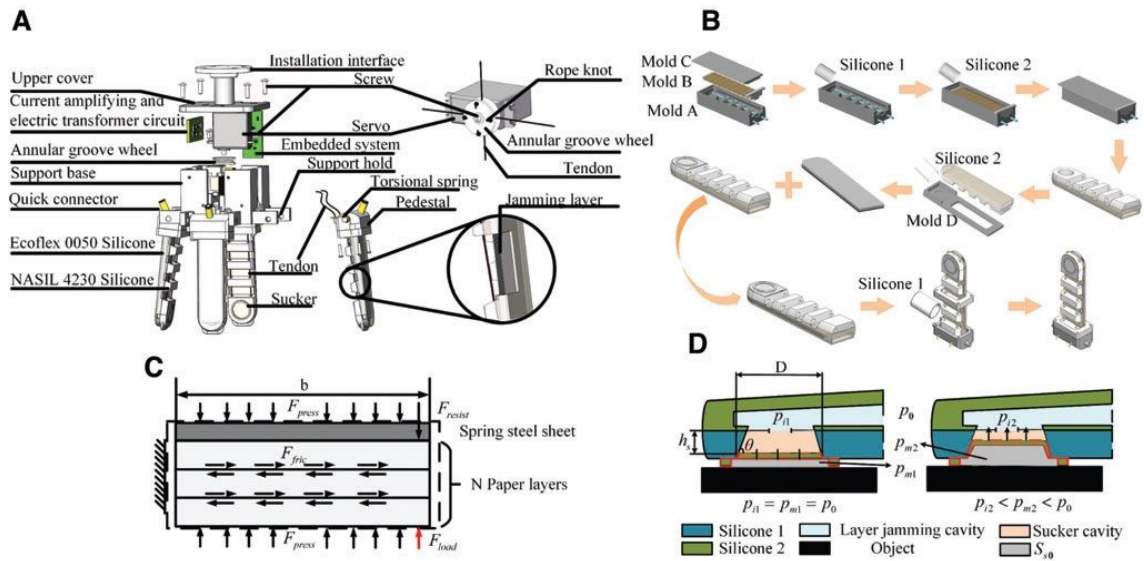 A
Installation interface
Upper cover
Screw
Rope knot
Current amplifying and
electric transformer circuit
Servo
Annular groove wheel
Embedded system
Annular groove wheel
Support hold
Tendon
Support base
Torsional spring
Quick connector
Pedestal
Jamming layer
Ecoflex 0050 Silicone
Tendon
NASIL 4230 Silicone
Sucker
B
Mold C
Silicone 1
Silicone 2
Mold B
Mold A
Silicone 2
Mold D
Silicone 1
C
b
F_press
F_resist
Spring steel sheet
F_fric
N Paper layers
F_press
F_load
D
D
p_i1
p_0
p_i2
h_s
θ
p_m2
p_m1
p_i1 = p_m1 = p_0
p_i2 < p_m2 < p_0
Silicone 1
Layer jamming cavity
Sucker cavity
Silicone 2
Object
S_s0